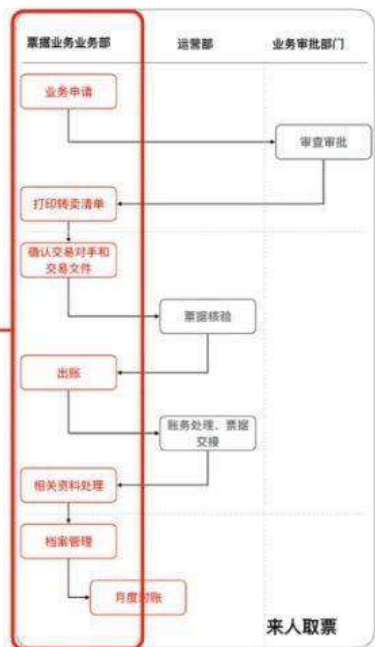 票据业务业务部 运营部 业务审批部门
业务申请
审查审批
打印转卖清单
确认交易对手和
交易文件
票据核验
出账
账务处理、票据
交接
相关资料处理
档案管理
月度对账
来人取票